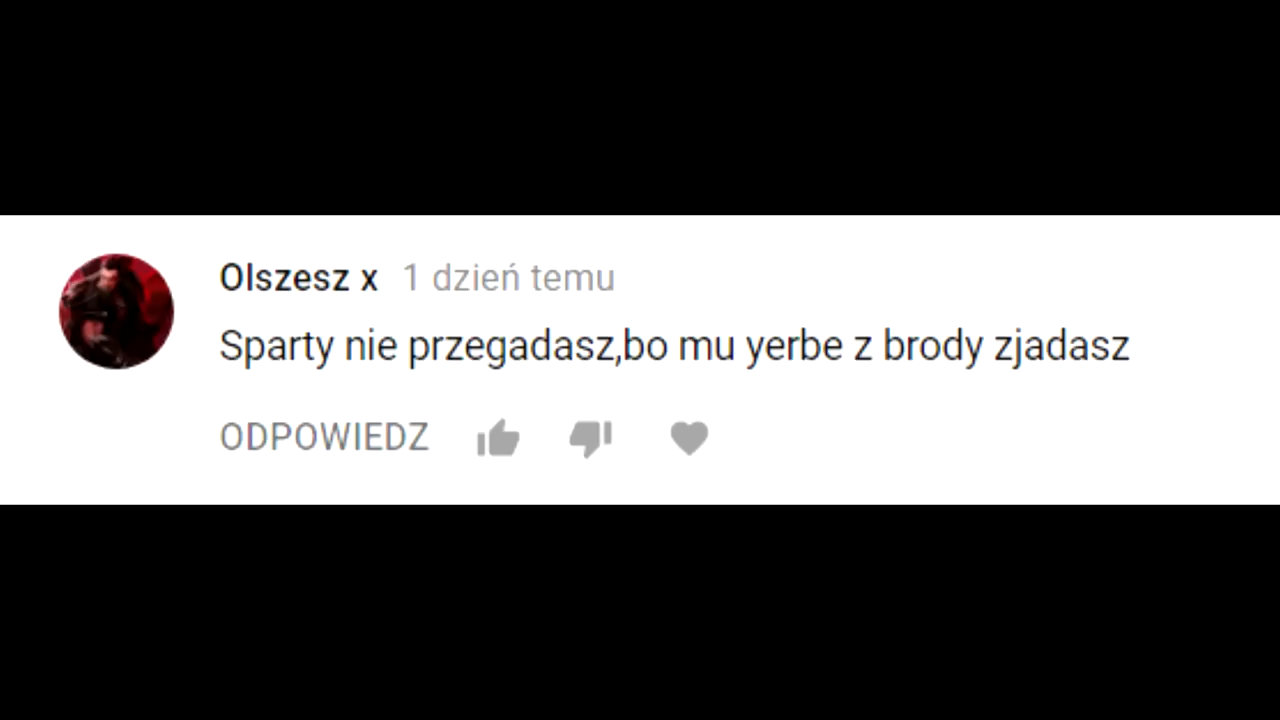 Olszesz x 1 dzień temu
Sparty nie przegadasz,bo mu yerbe z brody zjadasz
ODPOWIEDZ